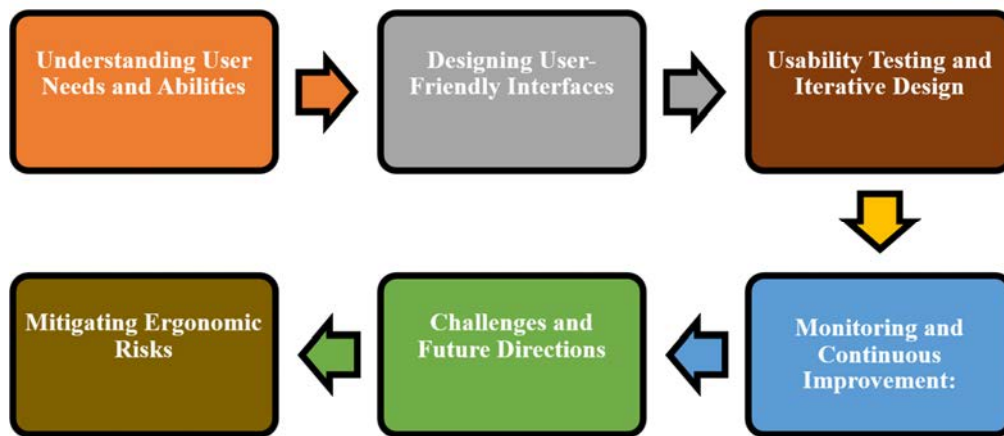 Understanding User
Needs and Abilities
Designing User-
Friendly Interfaces
Usability Testing and
Iterative Design
Monitoring and
Continuous
Improvement:
Challenges and
Future Directions
Mitigating Ergonomic
Risks